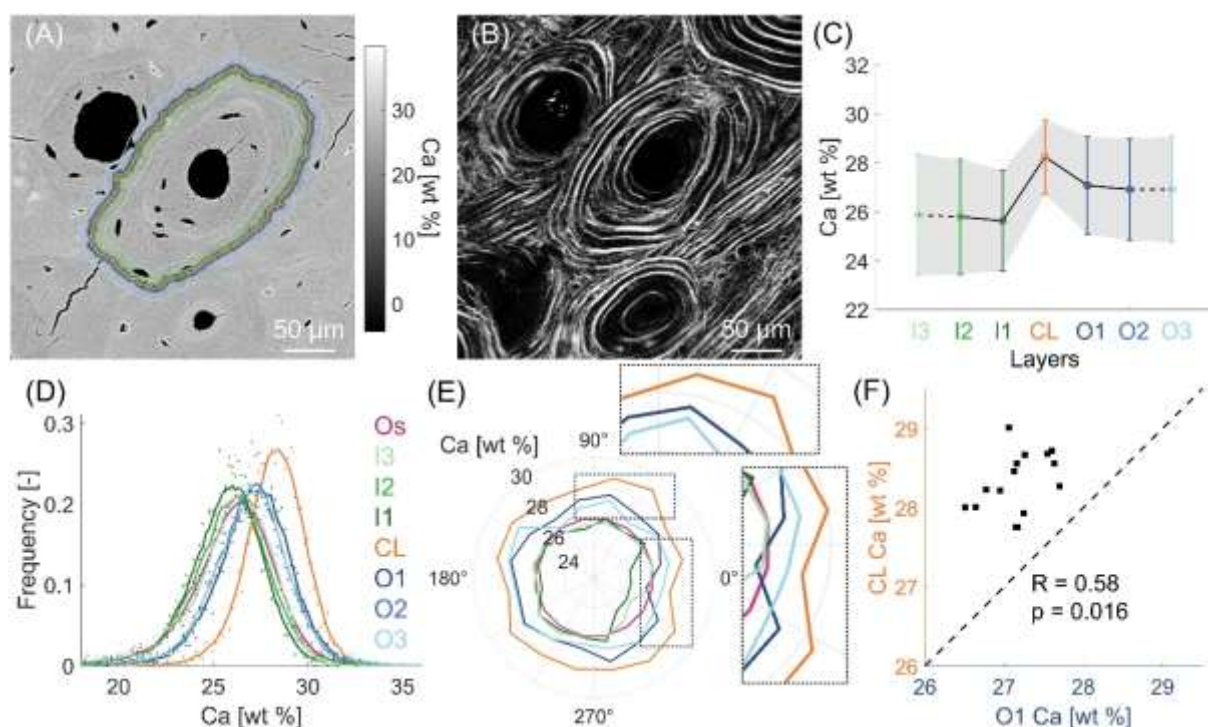 (A)
30
20
10
0
Ca [wt %]
50 µm
(B)
50 µm
(C)
Ca [wt %]
32
30
28
26
24
22
I3 I2 I1 CL O1 O2 O3
Layers
(D)
Frequency [-]
0.3
0.2
0.1
0
20 25 30 35
Ca [wt %]
Os
I3
I2
I1
CL
O1
O2
O3
(E)
Ca [wt %]
90°
30
28
26
24
180°
0°
270°
(F)
CL Ca [wt %]
29
28
27
26
R = 0.58
p = 0.016
26 27 28 29
O1 Ca [wt %]